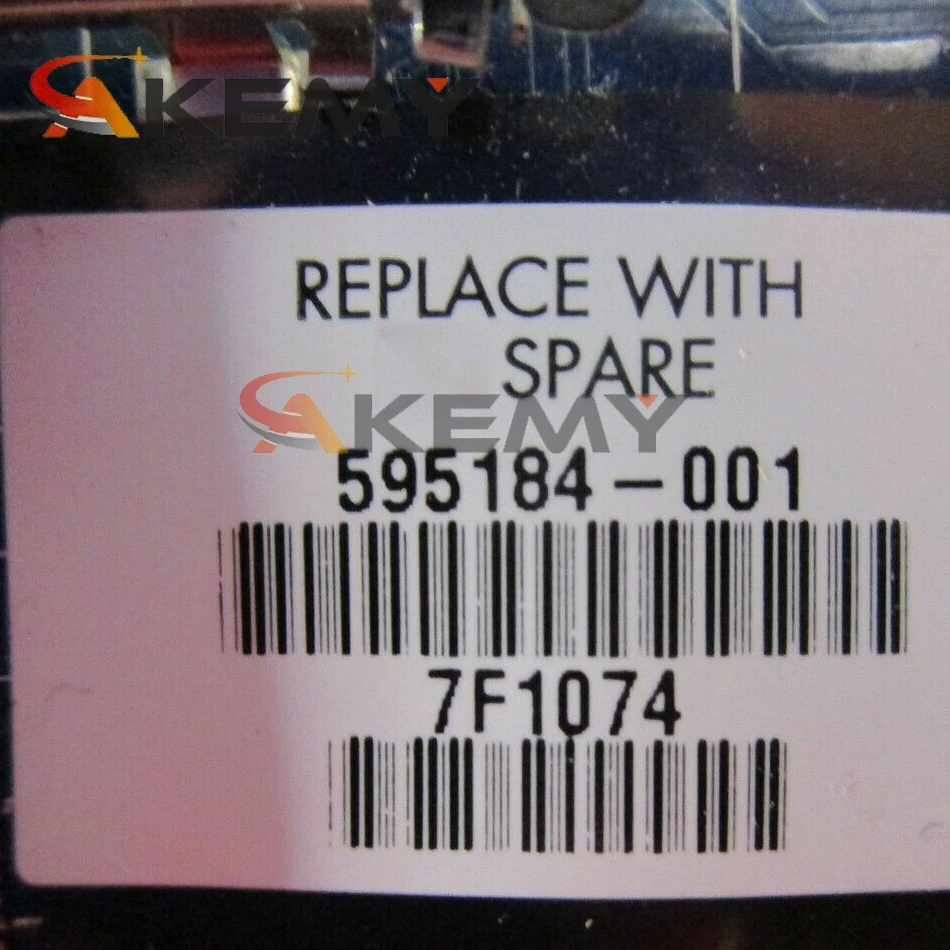 AKEMY
REPLACE WITH
SPARE
AKEMY
595184-001
7F1074